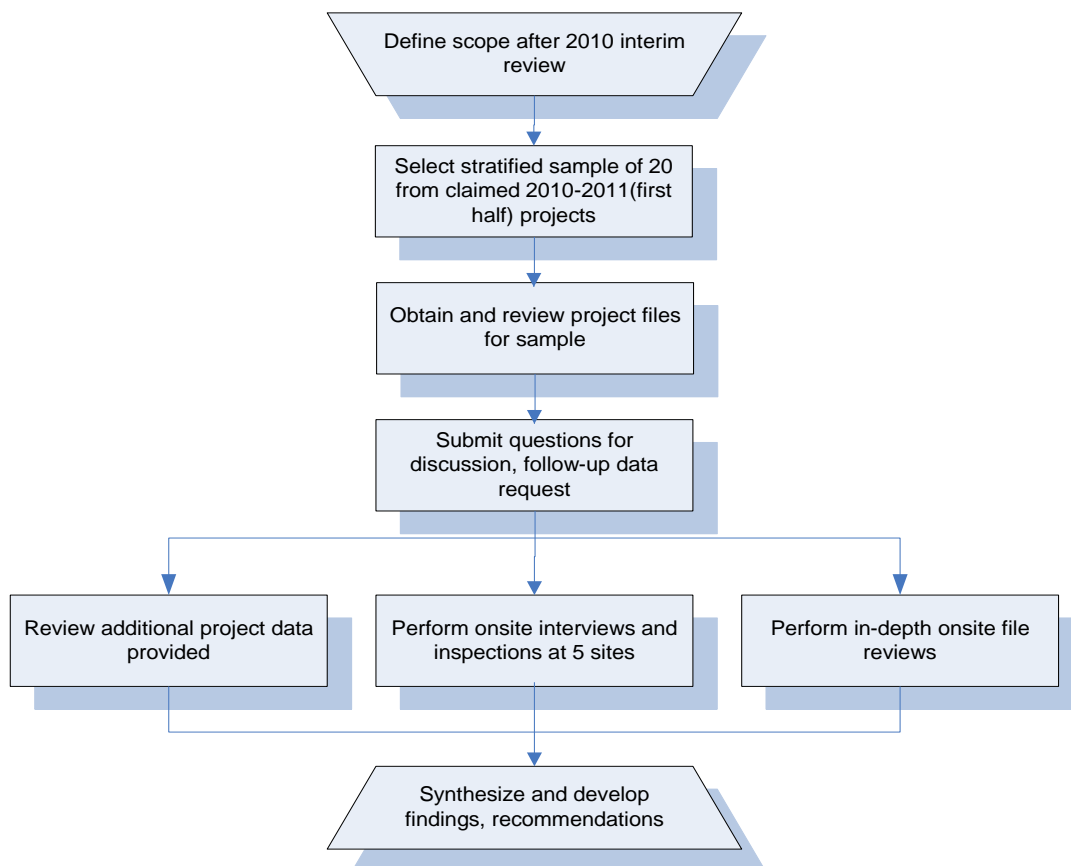 Define scope after 2010 interim
review
Select stratified sample of 20
from claimed 2010-2011(first
half) projects
Obtain and review project files
for sample
Submit questions for
discussion, follow-up data
request
Review additional project data
provided
Perform onsite interviews and
inspections at 5 sites
Perform in-depth onsite file
reviews
Synthesize and develop
findings, recommendations